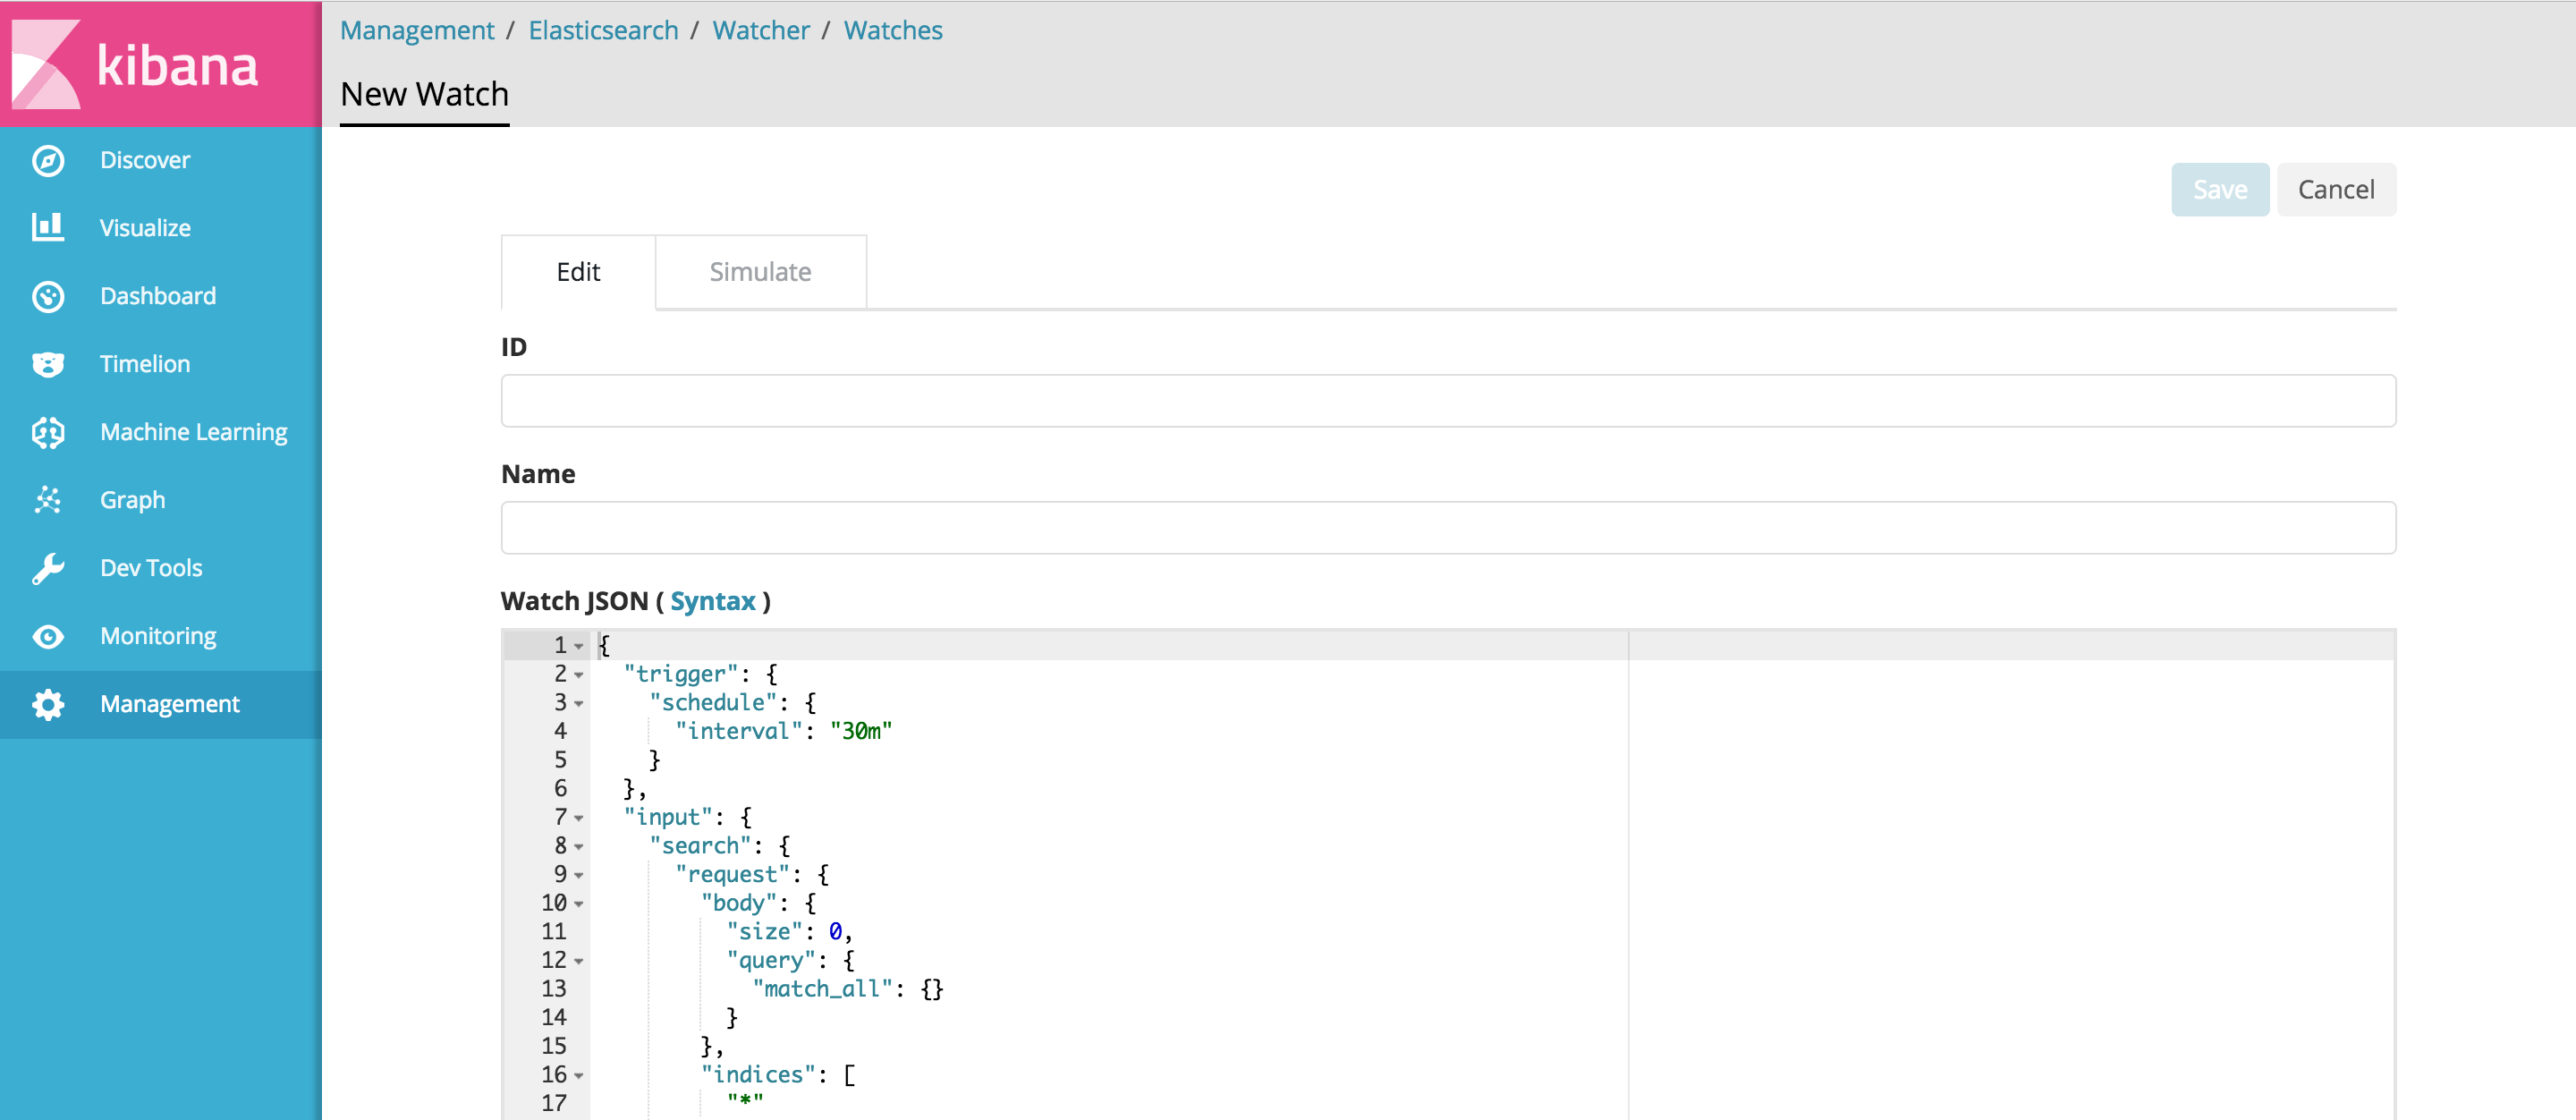 kibana
Management / Elasticsearch / Watcher / Watches
New Watch
Discover
Visualize
Dashboard
Timelion
Machine Learning
Graph
Dev Tools
Monitoring
Management
Save Cancel
Edit Simulate
ID
Name
Watch JSON ( Syntax )
1 {
2   "trigger": {
3     "schedule": {
4       "interval": "30m"
5     }
6   },
7   "input": {
8     "search": {
9       "request": {
10         "body": {
11           "size": 0,
12           "query": {
13             "match_all": {}
14           }
15         },
16         "indices": [
17           "*"